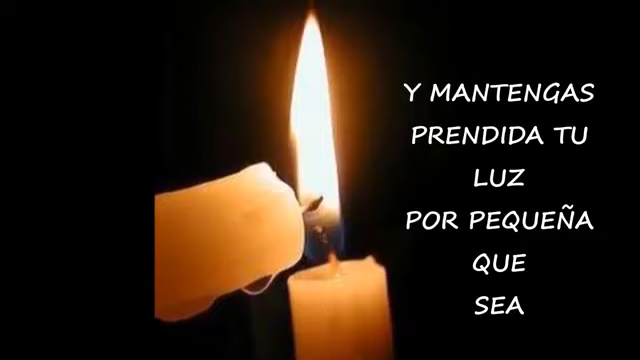 Y MANTENGAS
PRENDIDA TU
LUZ
POR PEQUEÑA
QUE
SEA